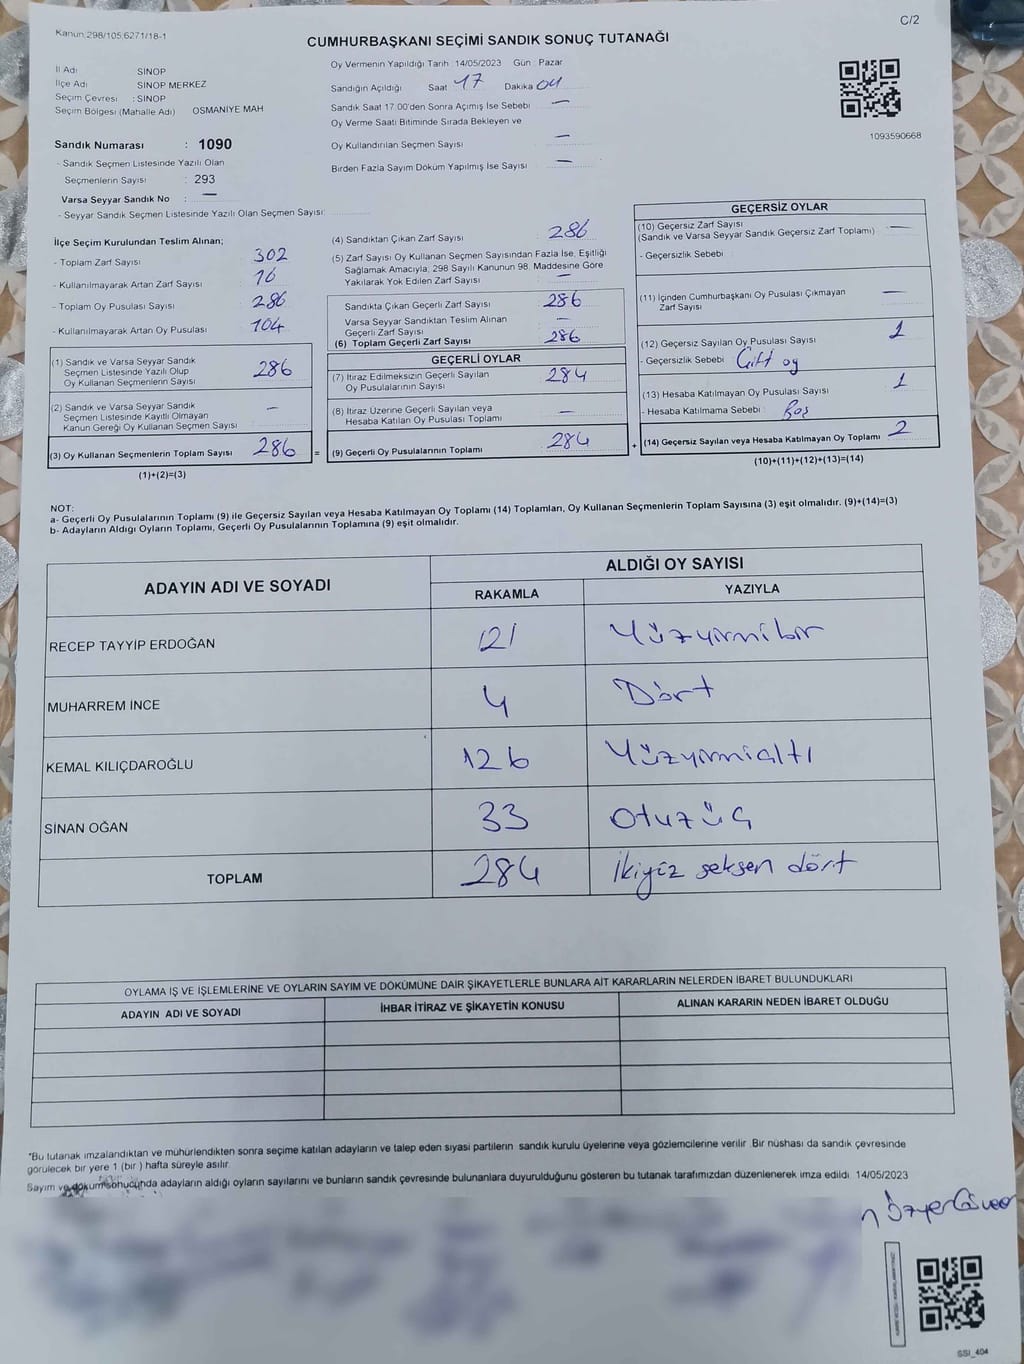 C/2
Kanun,298/105,6271/18-1
CUMHURBAŞKANI SEÇİMİ SANDIK SONUÇ TUTANAĞI
İl Adı SİNOP
İlçe Adı SİNOP MERKEZ
Seçim Çevresi : SİNOP
Seçim Bölgesi (Mahalle Adı) OSMANİYE MAH
Sandık Numarası : 1090
- Sandık Seçmen Listesinde Yazılı Olan
Seçmenlerin Sayısı : 293
Varsa Seyyar Sandık No : —
- Seyyar Sandık Seçmen Listesinde Yazılı Olan Seçmen Sayısı:
Oy Vermenin Yapıldığı Tarih : 14/05/2023 Gün : Pazar
Sandığın Açıldığı Saat 17 Dakika 04
Sandık Saat 17.00'den Sonra Açımış İse Sebebi —
Oy Verme Saati Bitiminde Sırada Bekleyen ve
Oy Kullandırılan Seçmen Sayısı —
Birden Fazla Sayım Döküm Yapılmış İse Sayısı —
1093590668
İlçe Seçim Kurulundan Teslim Alınan;
- Toplam Zarf Sayısı 302
- Kullanılmayarak Artan Zarf Sayısı 16
- Toplam Oy Pusulası Sayısı 286
- Kullanılmayarak Artan Oy Pusulası 104
(1) Sandık ve Varsa Seyyar Sandık
Seçmen Listesinde Yazılı Olup
Oy Kullanan Seçmenlerin Sayısı 286
(2) Sandık ve Varsa Seyyar Sandık
Seçmen Listesinde Kayıtlı Olmayan
Kanun Gereği Oy Kullanan Seçmen Sayısı —
(3) Oy Kullanan Seçmenlerin Toplam Sayısı 286 =
(1)+(2)=(3)
(4) Sandıktan Çıkan Zarf Sayısı 286
(5) Zarf Sayısı Oy Kullanan Seçmen Sayısından Fazla İse, Eşitliği
Sağlamak Amacıyla, 298 Sayılı Kanunun 98. Maddesine Göre
Yakılarak Yok Edilen Zarf Sayısı —
Sandıkta Çıkan Geçerli Zarf Sayısı 286
Varsa Seyyar Sandıktan Teslim Alınan
Geçerli Zarf Sayısı —
(6) Toplam Geçerli Zarf Sayısı 286
GEÇERLİ OYLAR
(7) İtiraz Edilmeksizin Geçerli Sayılan
Oy Pusulalarının Sayısı 284
(8) İtiraz Üzerine Geçerli Sayılan veya
Hesaba Katılan Oy Pusulası Toplamı —
(9) Geçerli Oy Pusulalarının Toplamı 284 +
GEÇERSİZ OYLAR
(10) Geçersiz Zarf Sayısı
(Sandık ve Varsa Seyyar Sandık Geçersiz Zarf Toplamı) —
- Geçersizlik Sebebi
(11) İçinden Cumhurbaşkanı Oy Pusulası Çıkmayan
Zarf Sayısı —
(12) Geçersiz Sayılan Oy Pusulası Sayısı 1
- Geçersizlik Sebebi Çift oy
(13) Hesaba Katılmayan Oy Pusulası Sayısı 1
- Hesaba Katılmama Sebebi : Boş
(14) Geçersiz Sayılan veya Hesaba Katılmayan Oy Toplamı 2
(10)+(11)+(12)+(13)=(14)
NOT:
a- Geçerli Oy Pusulalarının Toplamı (9) ile Geçersiz Sayılan veya Hesaba Katılmayan Oy Toplamı (14) Toplamları, Oy Kullanan Seçmenlerin Toplam Sayısına (3) eşit olmalıdır. (9)+(14)=(3)
b- Adayların Aldığı Oyların Toplamı, Geçerli Oy Pusulalarının Toplamına (9) eşit olmalıdır.
ADAYIN ADI VE SOYADI ALDIĞI OY SAYISI
RAKAMLA YAZIYLA
RECEP TAYYİP ERDOĞAN 121 Yüzyirmibir
MUHARREM İNCE 4 Dört
KEMAL KILIÇDAROĞLU 126 Yüzyirmialtı
SİNAN OĞAN 33 Otuzüç
TOPLAM 284 İkiyüz seksen dört
OYLAMA İŞ VE İŞLEMLERİNE VE OYLARIN SAYIM VE DÖKÜMÜNE DAİR ŞİKAYETLERLE BUNLARA AİT KARARLARIN NELERDEN İBARET BULUNDUKLARI
ADAYIN ADI VE SOYADI İHBAR İTİRAZ VE ŞİKAYETİN KONUSU ALINAN KARARIN NEDEN İBARET OLDUĞU
*Bu tutanak imzalandıktan ve mühürlendikten sonra seçime katılan adayların ve talep eden siyasi partilerin sandık kurulu üyelerine veya gözlemcilerine verilir. Bir nüshası da sandık çevresinde
görülecek bir yere 1 (bir ) hafta süreyle asılır.
Sayım ve döküm sonucunda adayların aldığı oyların sayılarını ve bunların sandık çevresinde bulunanlara duyurulduğunu gösteren bu tutanak tarafımızdan düzenlenerek imza edildi. 14/05/2023
SSI_404